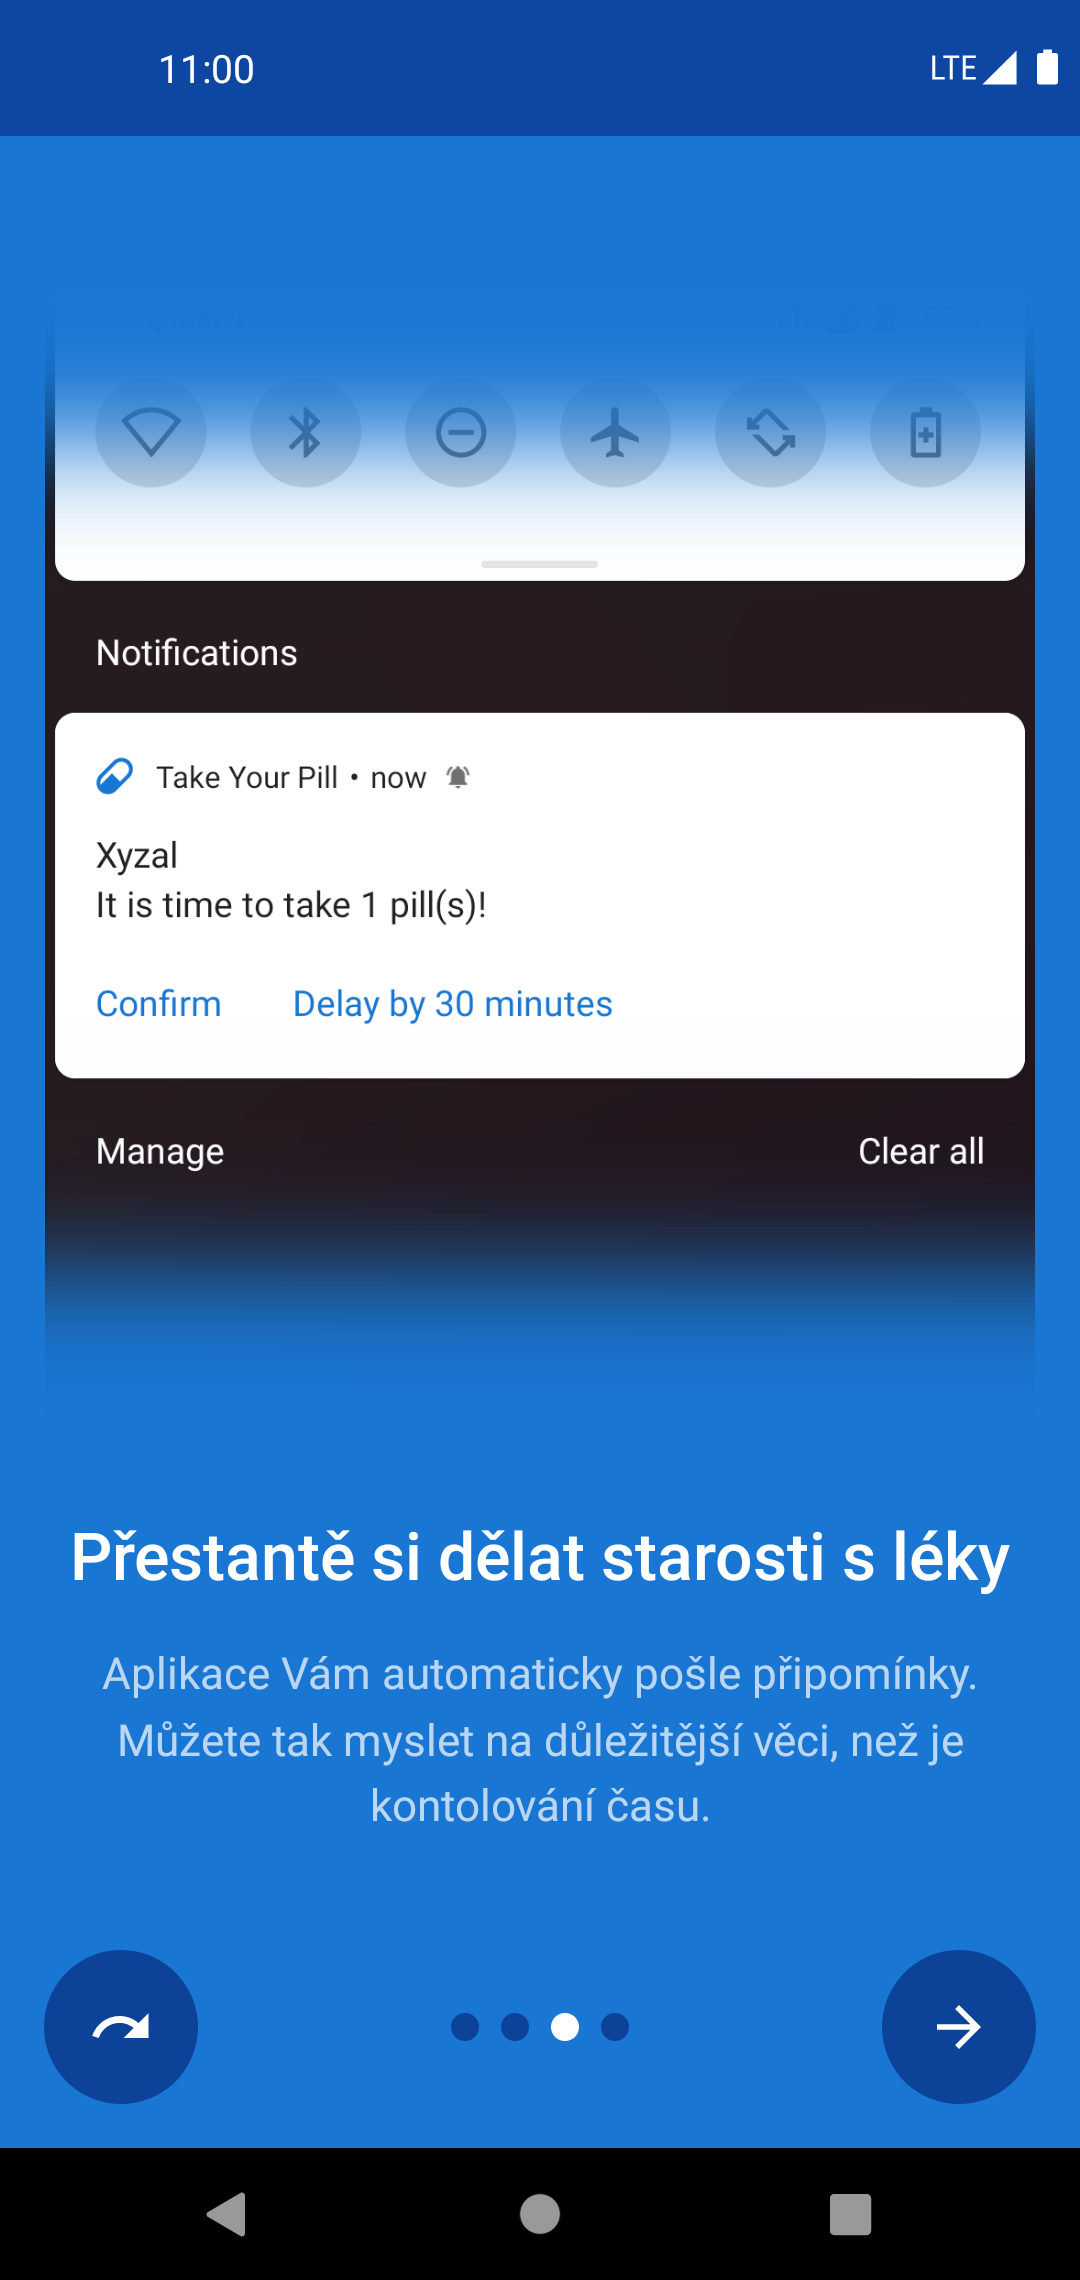 11:00
LTE
Notifications
Take Your Pill • now
Xyzal
It is time to take 1 pill(s)!
Confirm
Delay by 30 minutes
Manage
Clear all
Přestantě si dělat starosti s léky
Aplikace Vám automaticky pošle připomínky.
Můžete tak myslet na důležitější věci, než je
kontolování času.